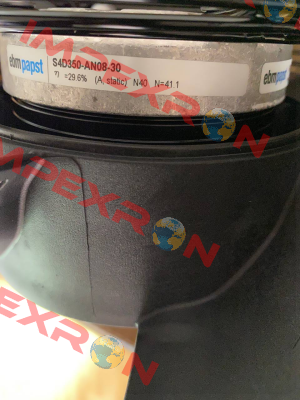 ebmpapst
S4D350-AN08-30
η) =29.6% (A, static) N40 N=41.1
ebmpapst
IMPEXRON
IMPEXRON
IMPEXRON